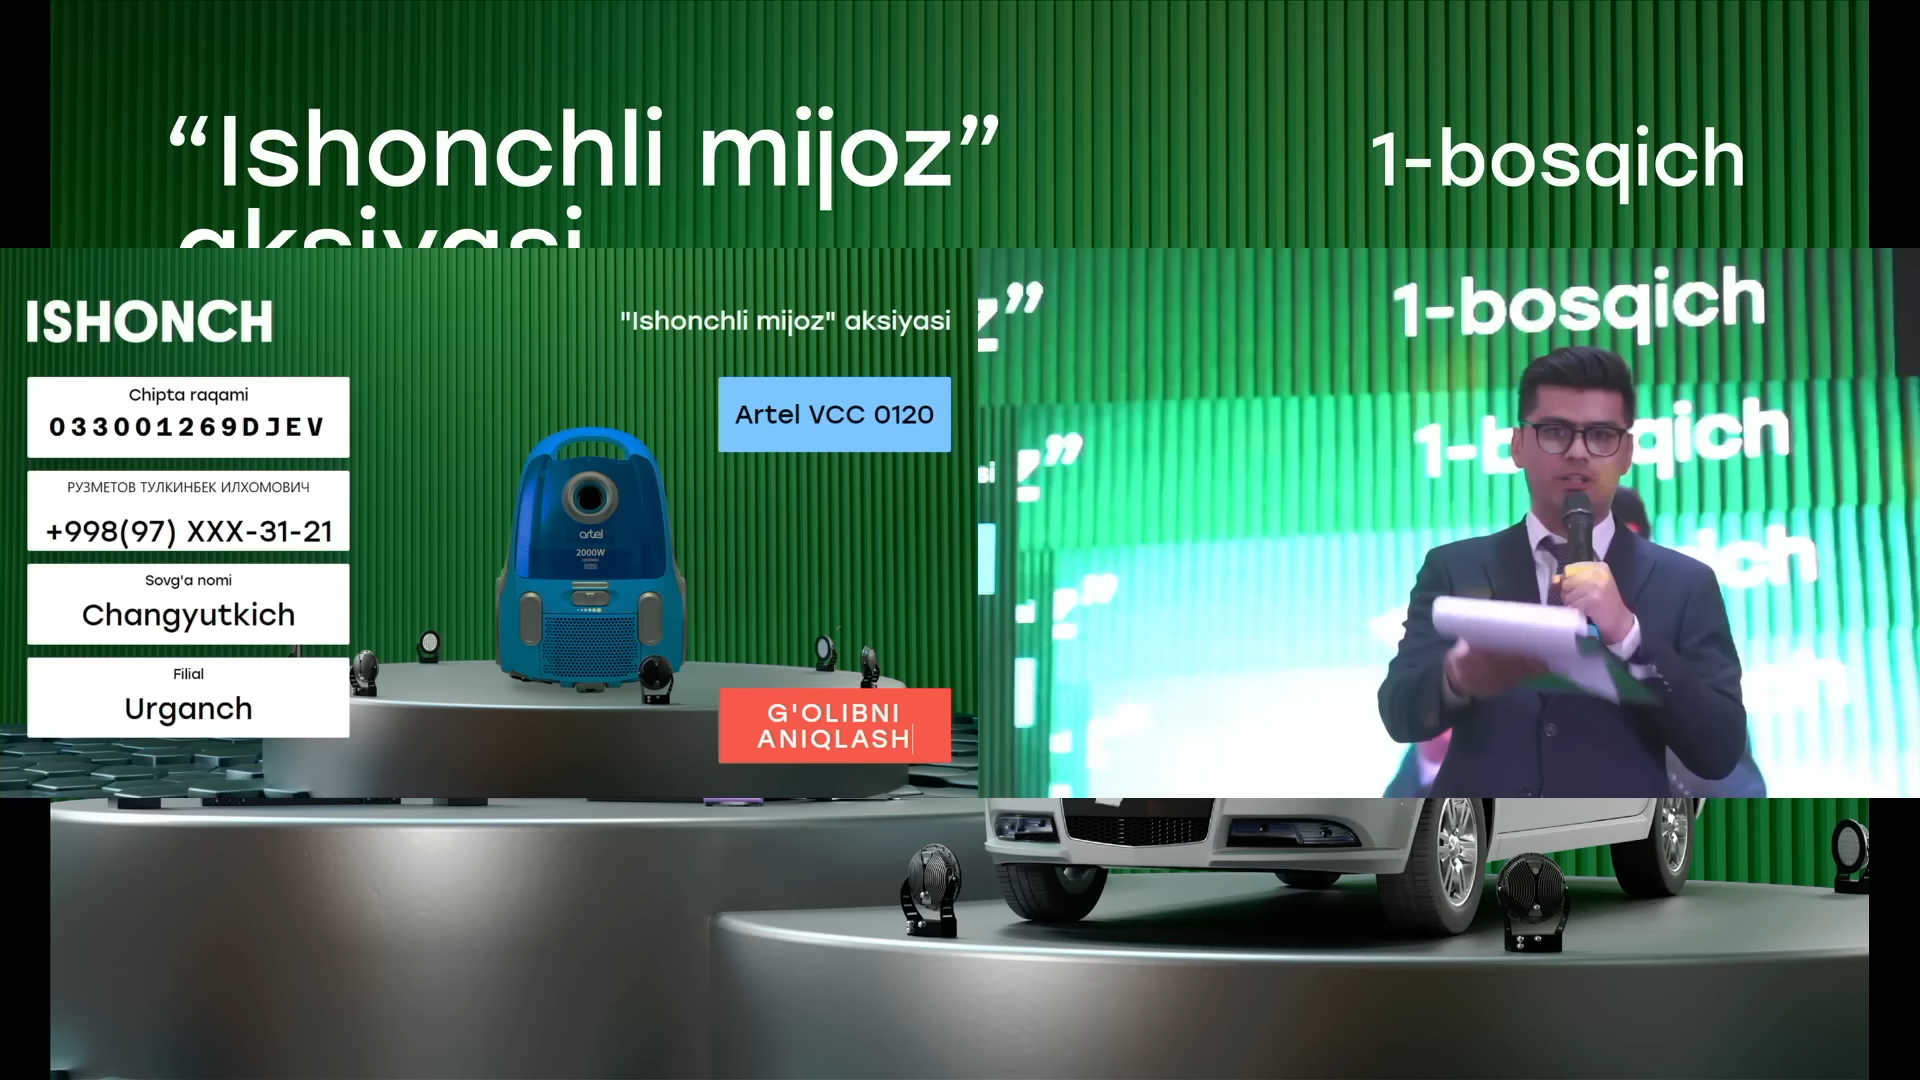 “Ishonchli mijoz”
aksiyasi
1-bosqich
ISHONCH
"Ishonchli mijoz" aksiyasi
Chipta raqami
033001269DJEV
РУЗМЕТОВ ТУЛКИНБЕК ИЛХОМОВИЧ
+998(97) XXX-31-21
Sovg'a nomi
Changyutkich
Filial
Urganch
Artel VCC 0120
artel
2000W
G'OLIBNI
ANIQLASH
1-bosqich